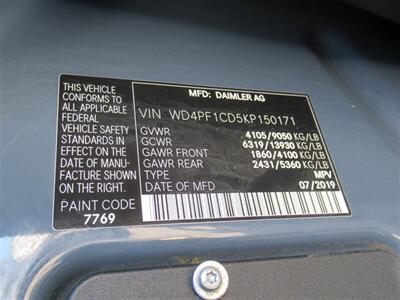 MFD: DAIMLER AG
VIN WD4PF1CD5KP150171
THIS VEHICLE
CONFORMS TO
ALL APPLICABLE
FEDERAL
VEHICLE SAFETY
STANDARDS IN
EFFECT ON THE
DATE OF MANU-
FACTURE SHOWN
ON THE RIGHT.
PAINT CODE
7769
GVWR 4105/9050 KG/LB
GCWR 6319/13930 KG/LB
GAWR FRONT 1860/4100 KG/LB
GAWR REAR 2431/5360 KG/LB
MPV
DATE OF MFD 07/2019